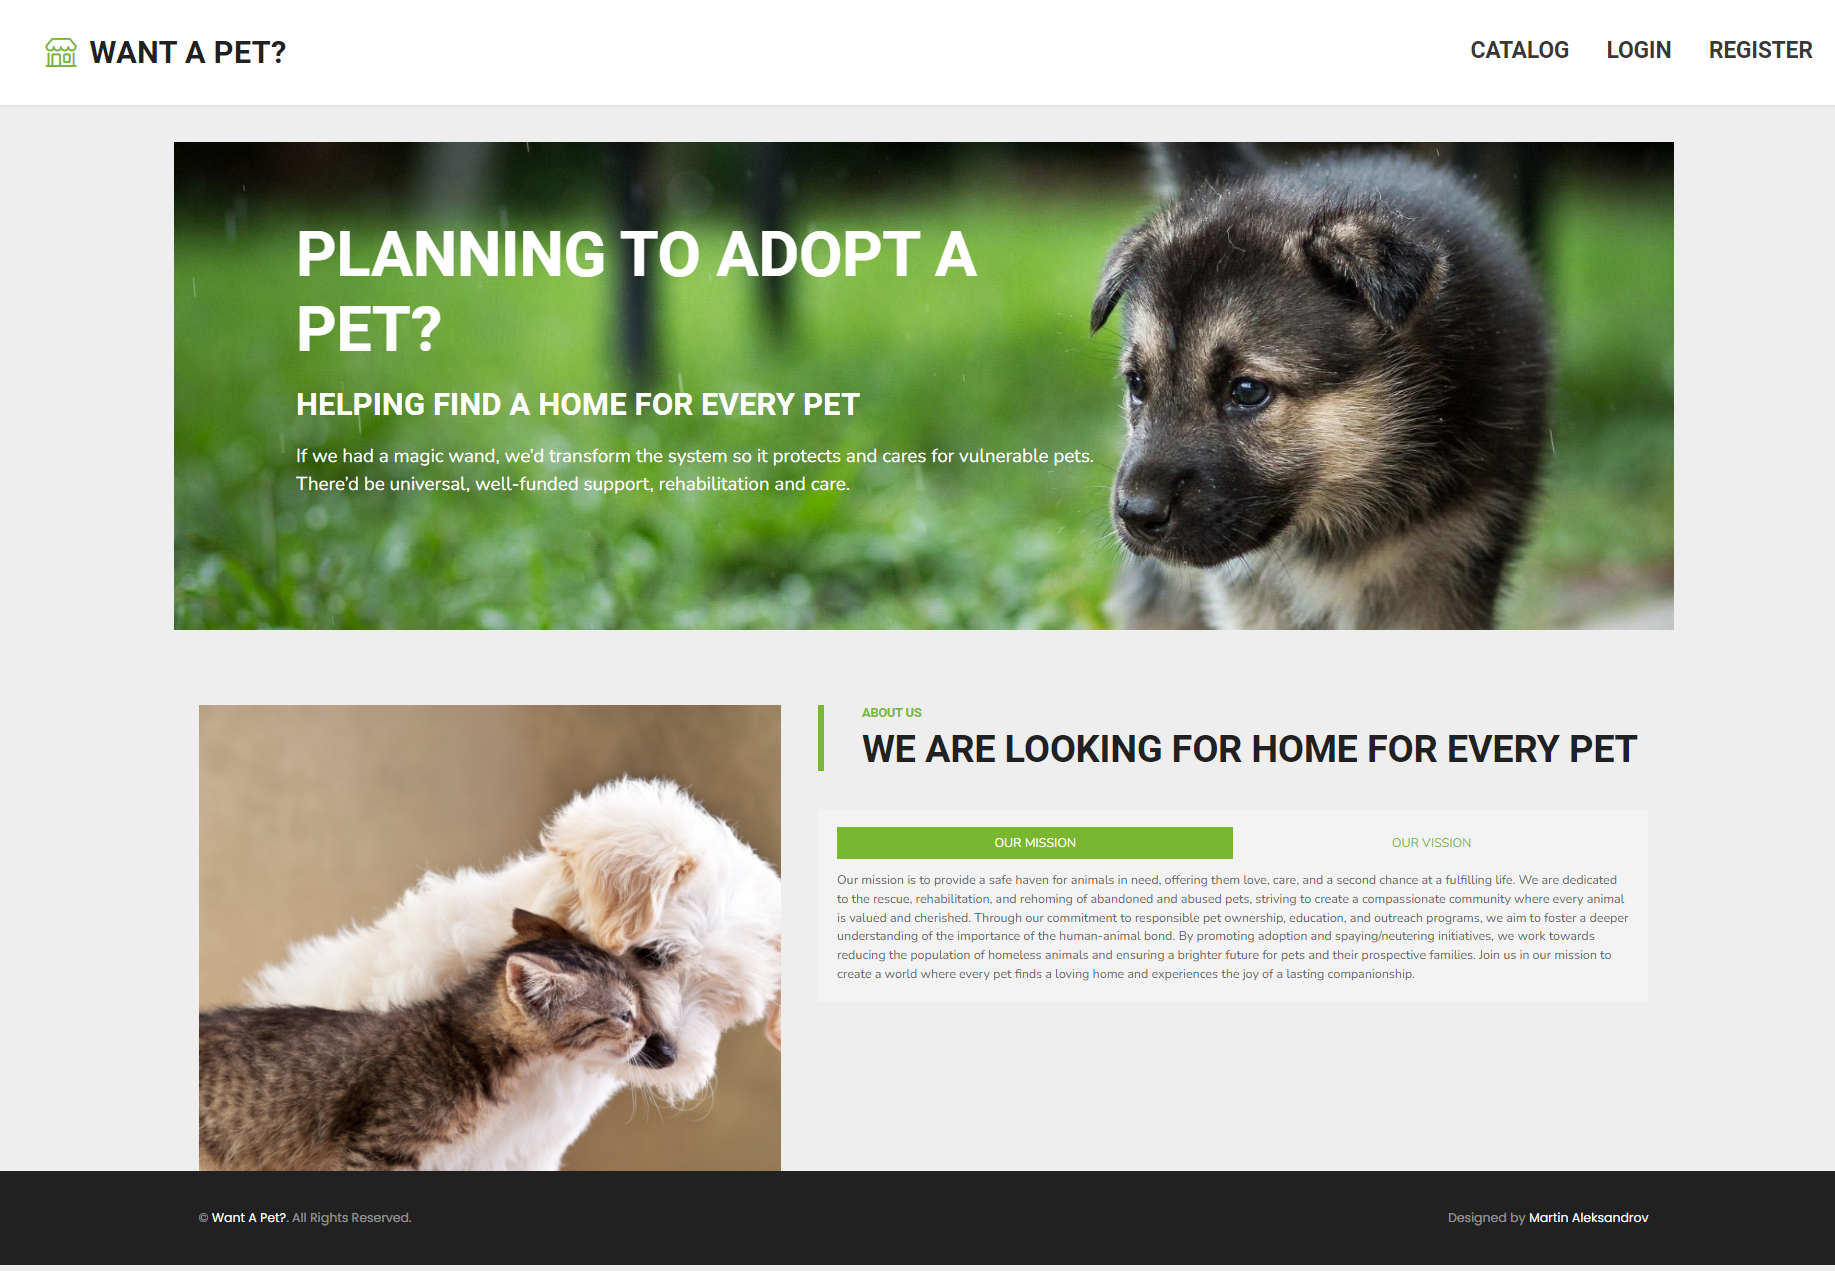 WANT A PET?
CATALOG LOGIN REGISTER
PLANNING TO ADOPT A
PET?
HELPING FIND A HOME FOR EVERY PET
If we had a magic wand, we'd transform the system so it protects and cares for vulnerable pets.
There'd be universal, well-funded support, rehabilitation and care.
ABOUT US
WE ARE LOOKING FOR HOME FOR EVERY PET
OUR MISSION
OUR VISSION
Our mission is to provide a safe haven for animals in need, offering them love, care, and a second chance at a fulfilling life. We are dedicated
to the rescue, rehabilitation, and rehoming of abandoned and abused pets, striving to create a compassionate community where every animal
is valued and cherished. Through our commitment to responsible pet ownership, education, and outreach programs, we aim to foster a deeper
understanding of the importance of the human-animal bond. By promoting adoption and spaying/neutering initiatives, we work towards
reducing the population of homeless animals and ensuring a brighter future for pets and their prospective families. Join us in our mission to
create a world where every pet finds a loving home and experiences the joy of a lasting companionship.
© Want A Pet?. All Rights Reserved.
Designed by Martin Aleksandrov